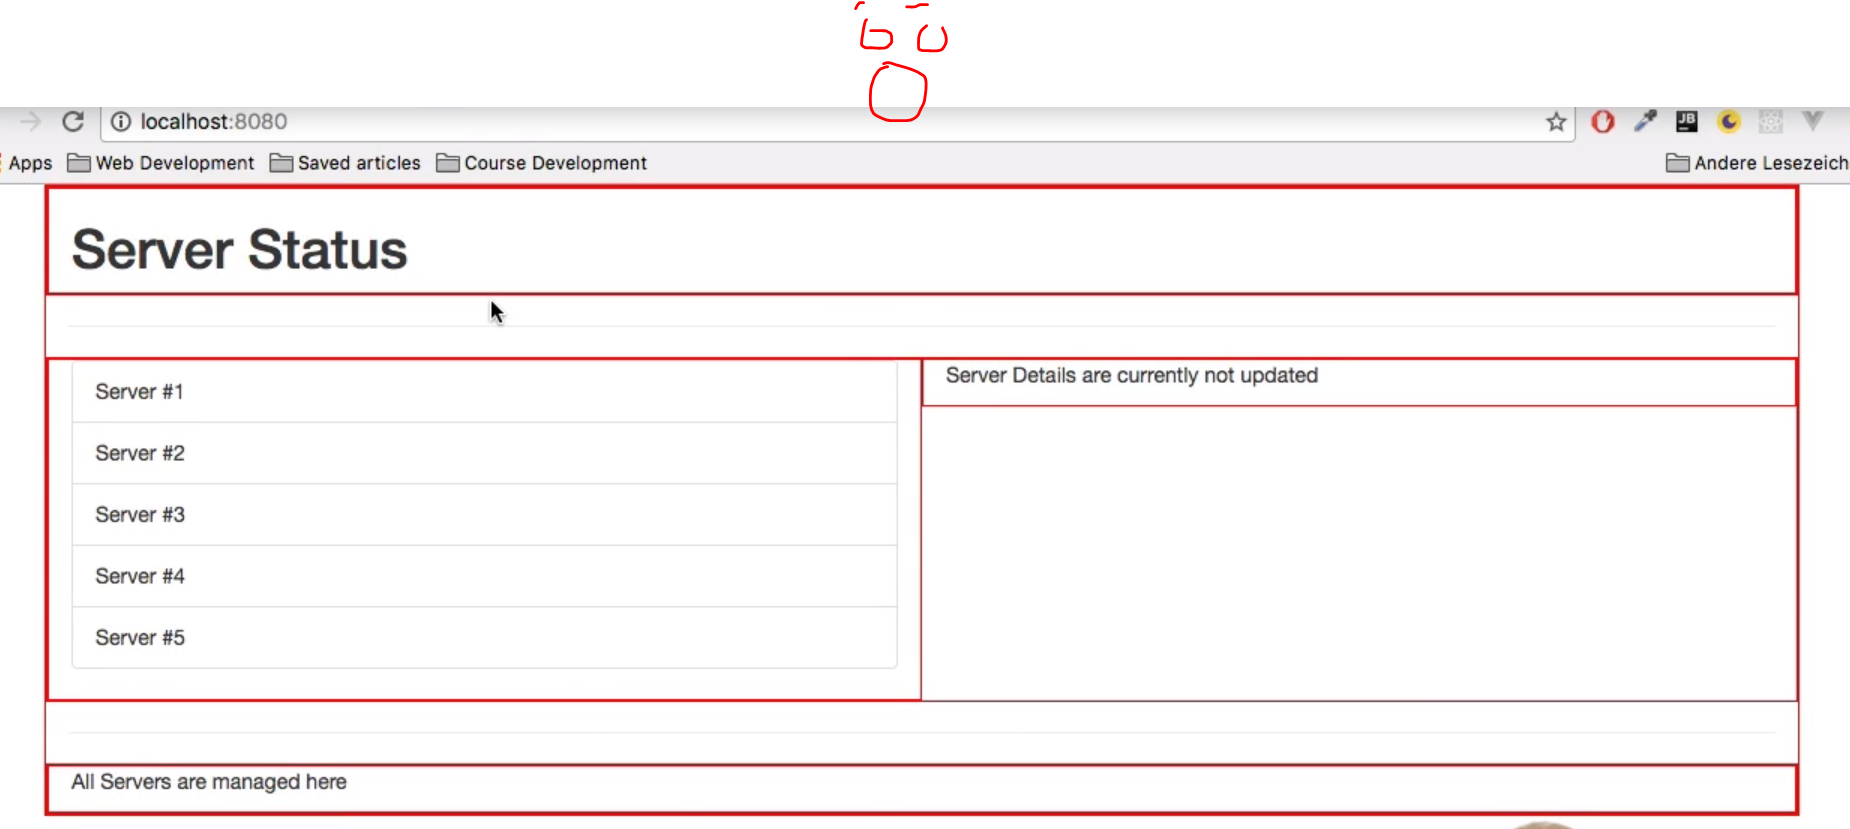 localhost:8080
JB
Apps Web Development Saved articles Course Development Andere Lesezeich
Server Status
Server #1
Server Details are currently not updated
Server #2
Server #3
Server #4
Server #5
All Servers are managed here